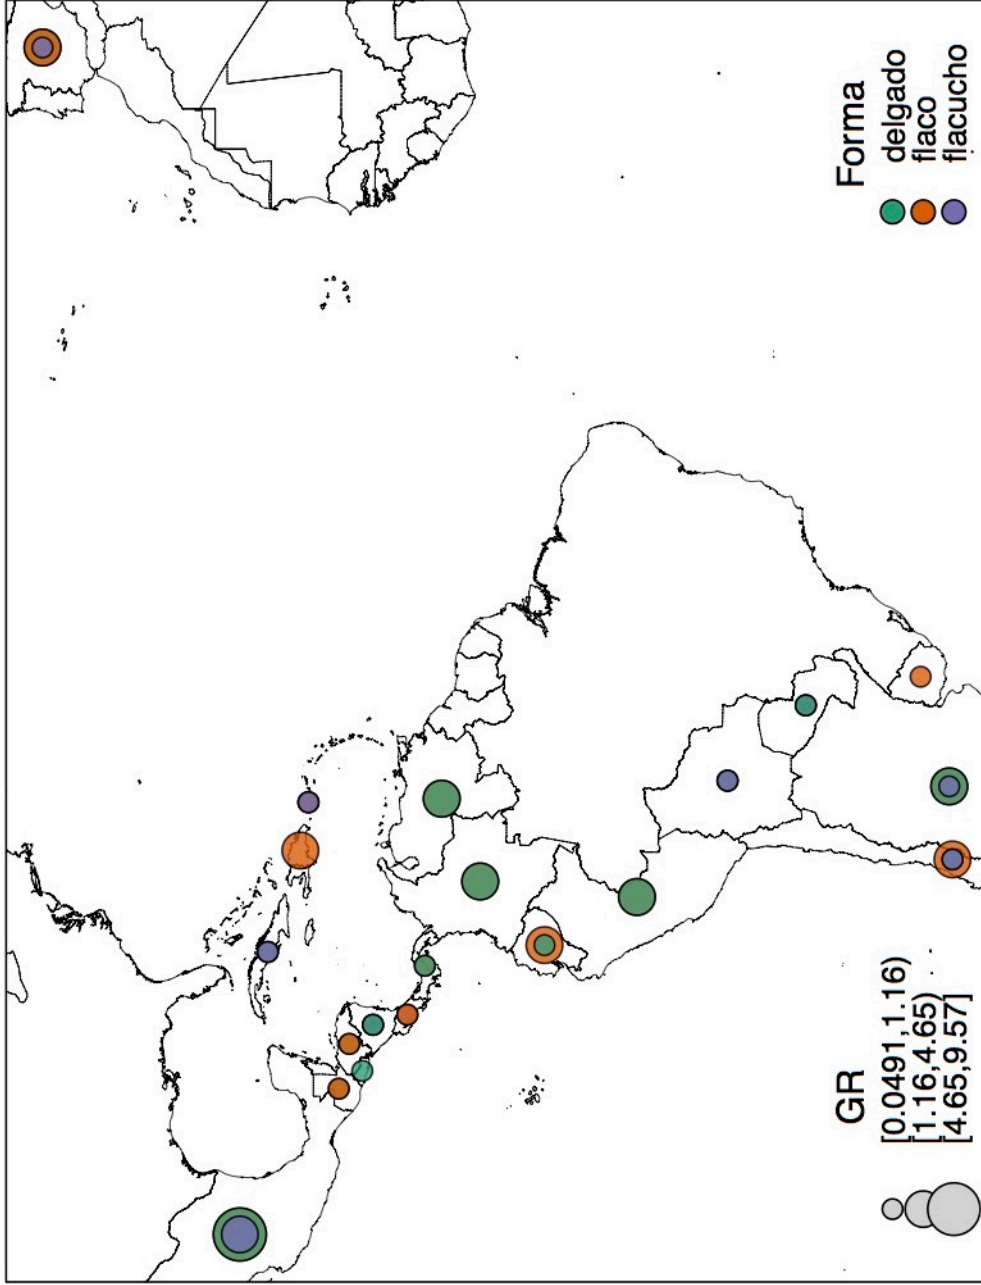 GR
[0.0491,1.16)
[1.16,4.65)
[4.65,9.57]
Forma
delgado
flaco
flacucho